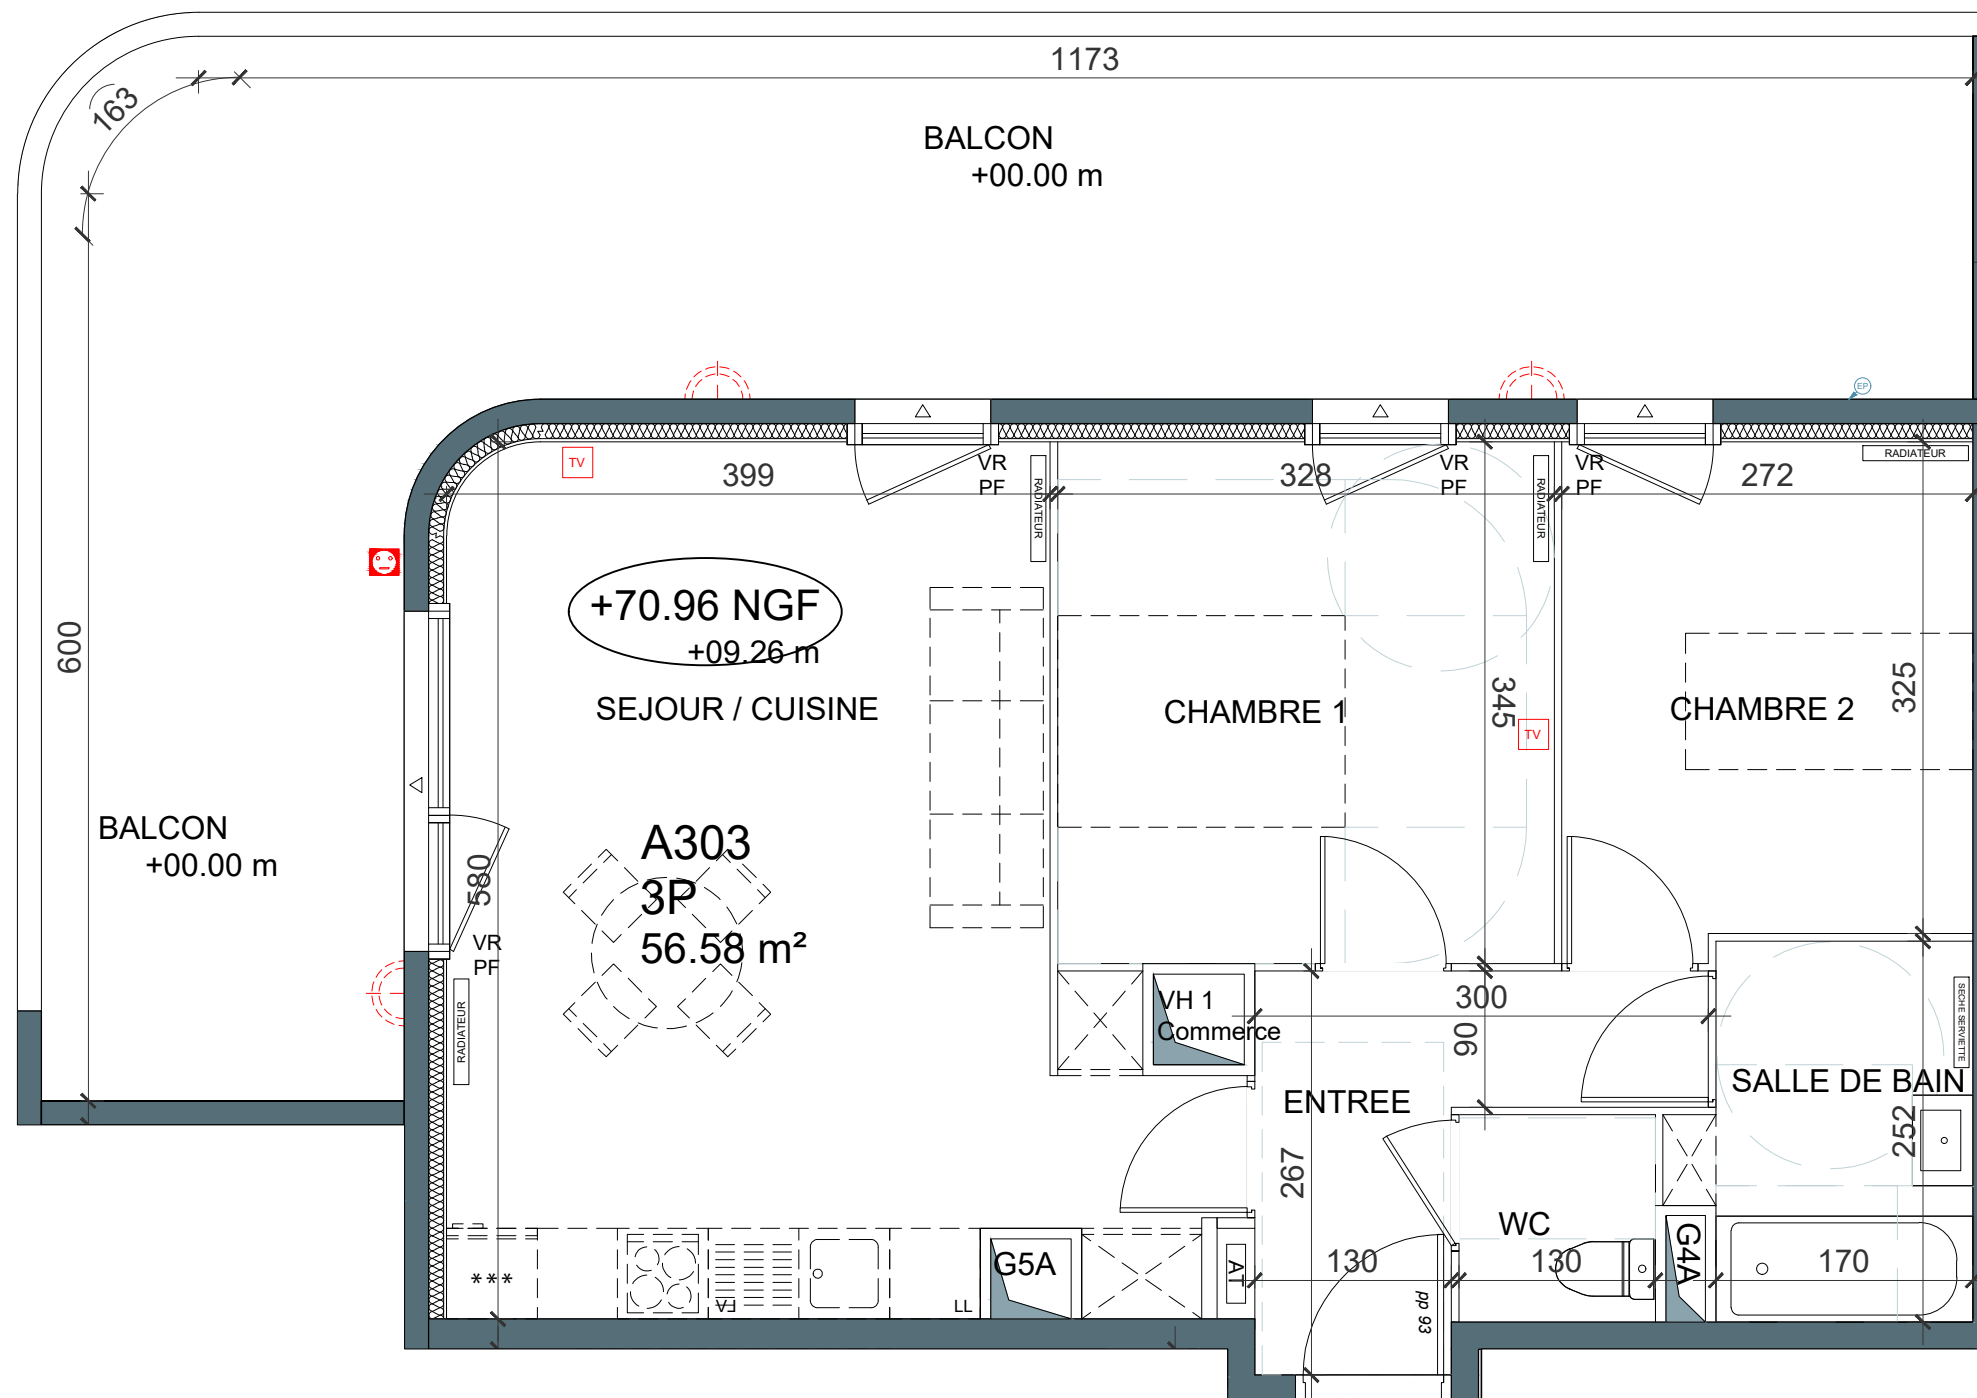 1173
163
BALCON
+00.00 m
EP
TV
399
VR
PF
RADIATEUR
328
VR
PF
RADIATEUR
VR
PF
272
RADIATEUR
+70.96 NGF
+09.26 m
SEJOUR / CUISINE
CHAMBRE 1
345
TV
CHAMBRE 2
325
600
BALCON
+00.00 m
A303
3P
56.58 m²
580
VR
PF
RADIATEUR
VH 1
Commerce
300
90
SECHE SERVIETTE
ENTREE
SALLE DE BAIN
252
267
WC
***
LV
LL
G5A
AT
130
130
G4A
170
pp 93